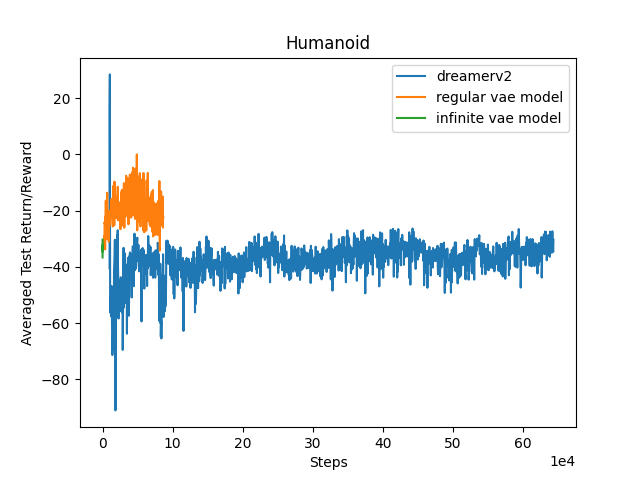 Humanoid
dreamerv2
regular vae model
infinite vae model
Averaged Test Return/Reward
20
0
−20
−40
−60
−80
0 10 20 30 40 50 60
1e4
Steps